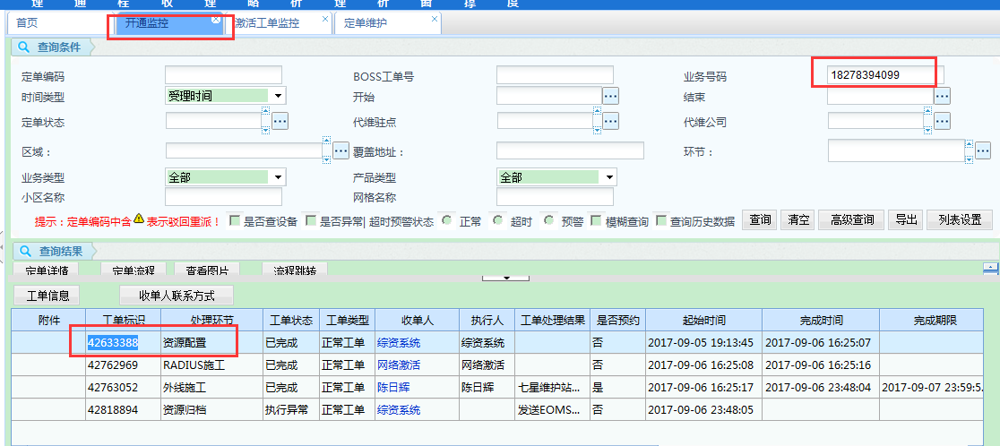 理 通 程 收 理 略 析 理 析 窗 撑 度
首页 开通监控 激活工单监控 定单维护
查询条件
定单编码 BOSS工单号 业务号码 18278394099
时间类型 受理时间 开始 结束
定单状态 代维驻点 代维公司
区域： 覆盖地址： 环节：
业务类型 全部 产品类型 全部
小区名称 网格名称
提示：定单编码中含 表示驳回重派！ 是否查设备 是否异常| 超时预警状态 正常 超时 预警 模糊查询 查询历史数据 查询 清空 高级查询 导出 列表设置
查询结果
定单详情 定单流程 查看图片 流程跳转
工单信息 收单人联系方式
附件 工单标识 处理环节 工单状态 工单类型 收单人 执行人 工单处理结果 是否预约 起始时间 完成时间 完成期限
42633388 资源配置 已完成 正常工单 综资系统 综资系统 否 2017-09-05 19:13:45 2017-09-06 16:25:07
42762969 RADIUS施工 已完成 正常工单 网络激活 网络激活 否 2017-09-06 16:25:08 2017-09-06 16:25:16
42763052 外线施工 已完成 正常工单 陈日辉 陈日辉 七星维护站... 是 2017-09-06 16:25:17 2017-09-06 23:48:04 2017-09-07 23:59:5.
42818894 资源归档 执行异常 正常工单 综资系统 发送EOMS... 否 2017-09-06 23:48:05